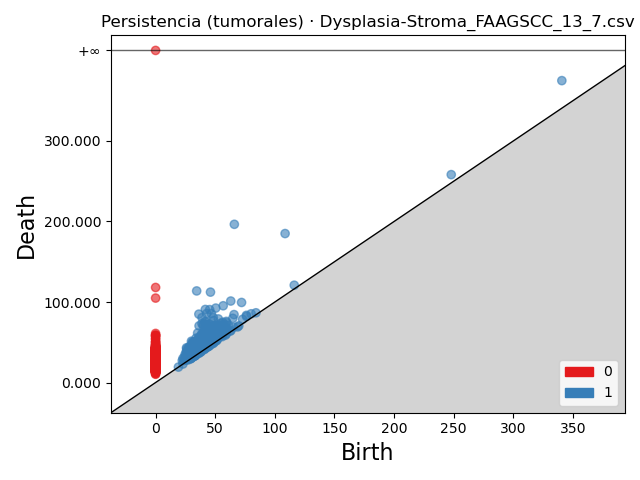 Persistencia (tumorales) · Dysplasia-Stroma_FAAGSCC_13_7.csv
+∞
300.000
200.000
100.000
0.000
Death
0
1
0 50 100 150 200 250 300 350
Birth